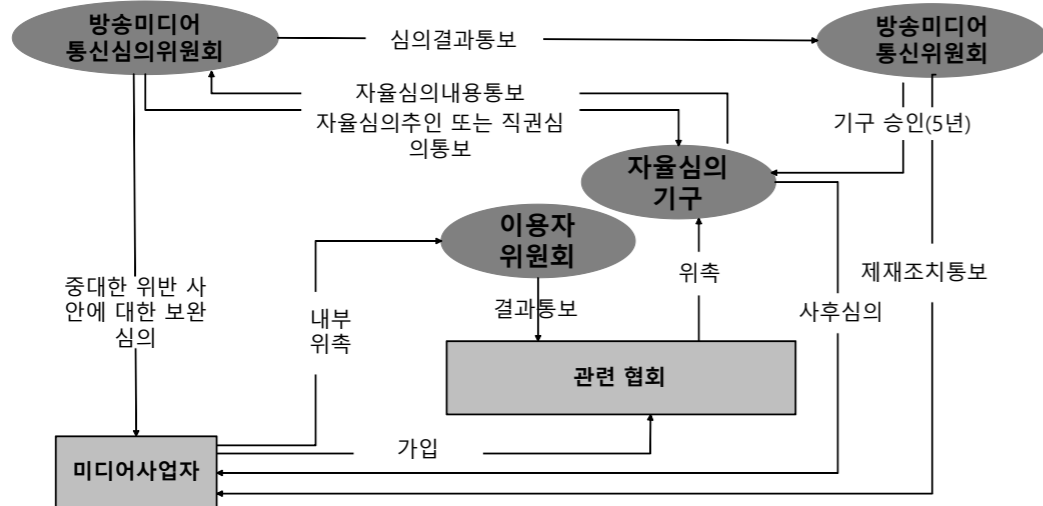 방송미디어
통신심의위원회
심의결과통보
방송미디어
통신위원회
자율심의내용통보
자율심의추인 또는 직권심
의통보
기구 승인(5년)
자율심의
기구
이용자
위원회
위촉
제재조치통보
중대한 위반 사
안에 대한 보완
심의
내부
위촉
결과통보
사후심의
관련 협회
가입
미디어사업자